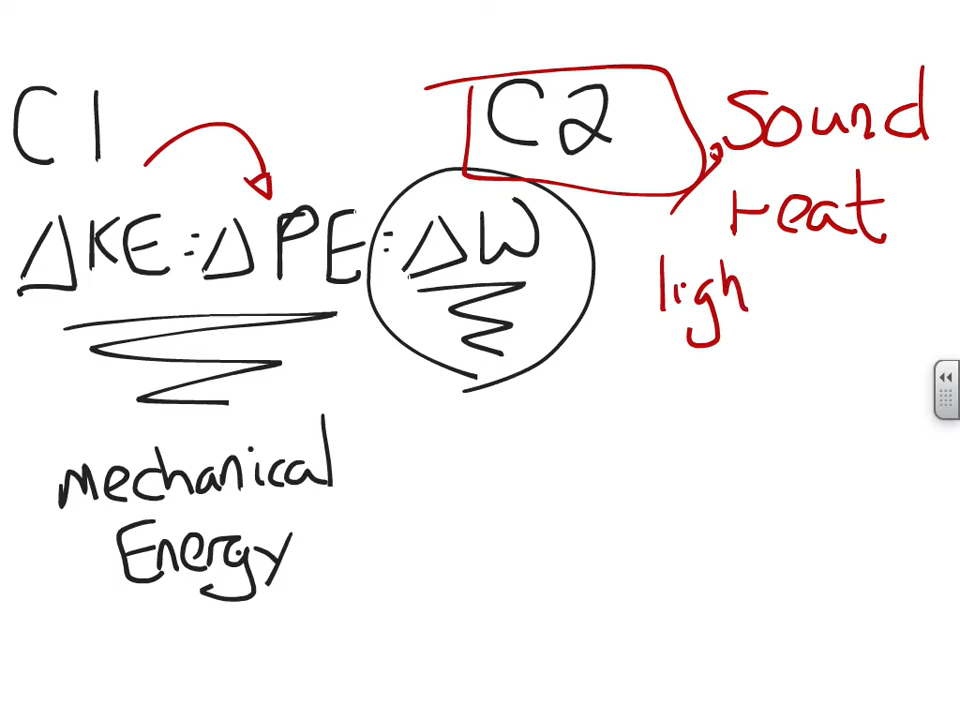 C1
C2
ΔKE = ΔPE = ΔW
Sound
Heat
ligh
mechanical
Energy